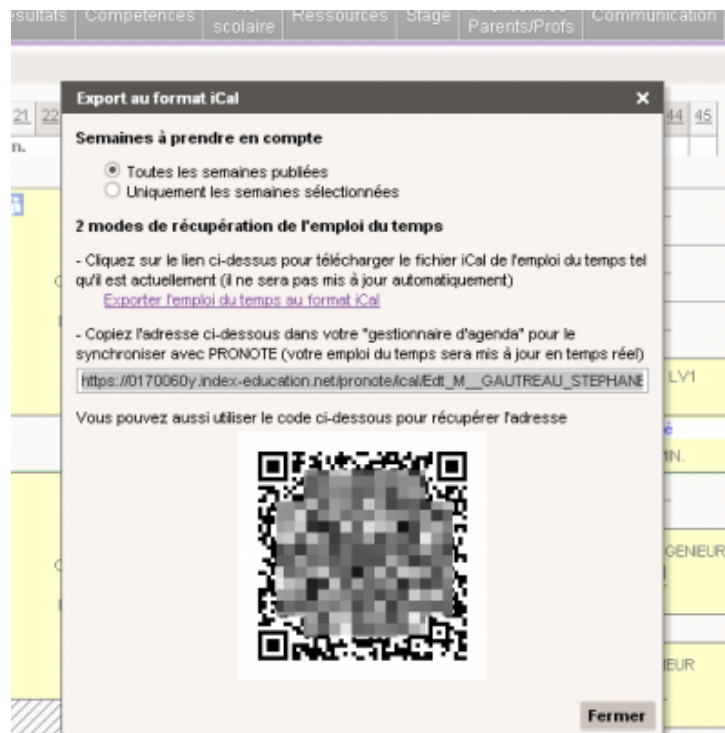 Résultats Compétences scolaire Ressources Stage Parents/Profs Communication
Export au format iCal
21 22
44 45
Semaines à prendre en compte
Toutes les semaines publiées
Uniquement les semaines sélectionnées
2 modes de récupération de l'emploi du temps
- Cliquez sur le lien ci-dessus pour télécharger le fichier iCal de l'emploi du temps tel
qu'il est actuellement (il ne sera pas mis à jour automatiquement)
Exporter l'emploi du temps au format iCal
- Copiez l'adresse ci-dessous dans votre "gestionnaire d'agenda" pour le
synchroniser avec PRONOTE (votre emploi du temps sera mis à jour en temps réel)
https://0170060y.index-education.net/pronote/ical/Edt_M__GAUTREAU_STEPHANE
LV1
Vous pouvez aussi utiliser le code ci-dessous pour récupérer l'adresse
GENIEUR
IEUR
Fermer